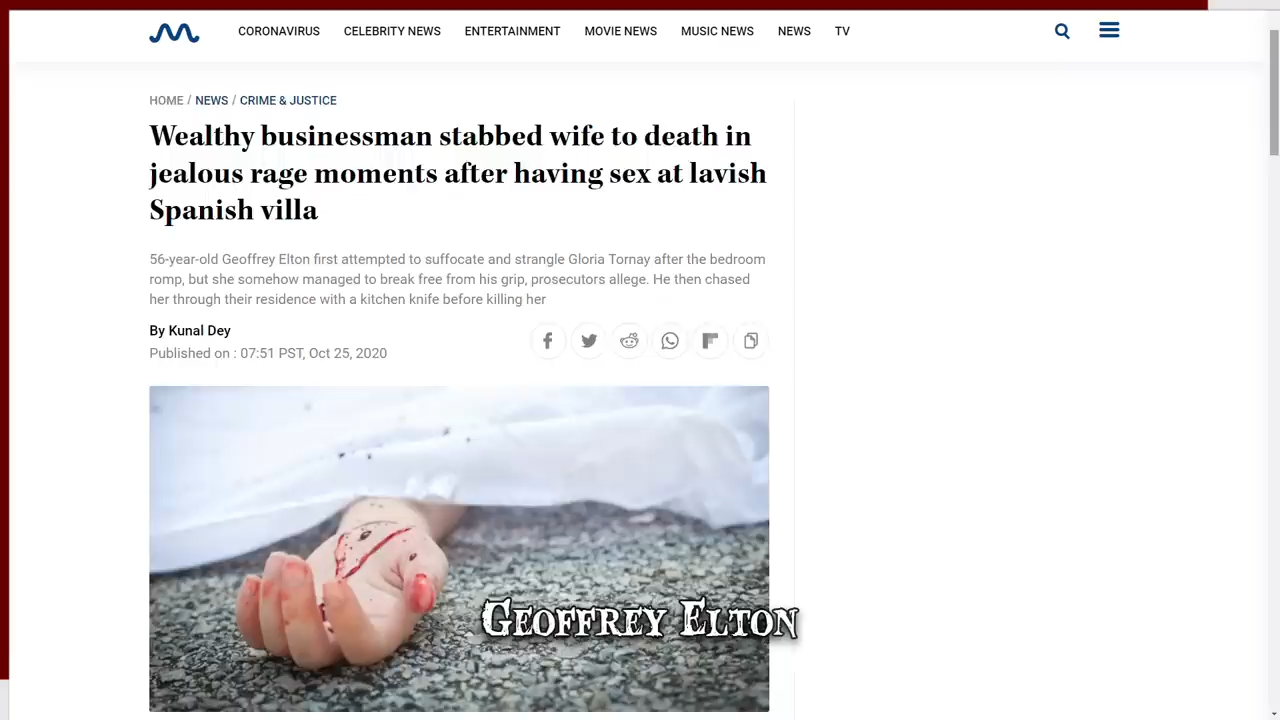 CORONAVIRUS CELEBRITY NEWS ENTERTAINMENT MOVIE NEWS MUSIC NEWS NEWS TV
HOME / NEWS / CRIME & JUSTICE
Wealthy businessman stabbed wife to death in
jealous rage moments after having sex at lavish
Spanish villa
56-year-old Geoffrey Elton first attempted to suffocate and strangle Gloria Tornay after the bedroom
romp, but she somehow managed to break free from his grip, prosecutors allege. He then chased
her through their residence with a kitchen knife before killing her
By Kunal Dey
Published on : 07:51 PST, Oct 25, 2020
Geoffrey Elton